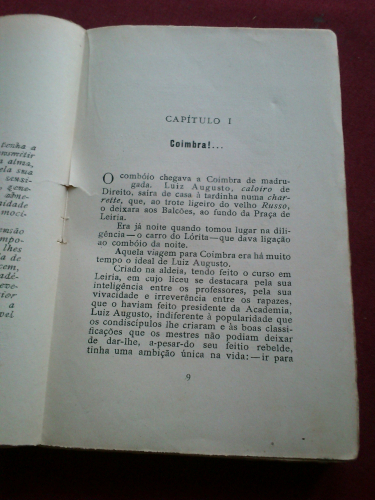 tenha a
alma,
sua
CAPÍTULO I
Coimbra!...
O combóio chegava a Coimbra de madru-
gada. Luiz Augusto, caloiro de
Direito, saíra de casa à tardinha numa char-
rette, que, ao trote ligeiro do velho Russo,
o deixara aos Balcões, ao fundo da Praça de
Leiria.
Era já noite quando tomou lugar na dili-
gência — o carro do Lórita — que dava ligação
ao combóio da noite.
Aquela viagem para Coimbra era há muito
tempo o ideal de Luiz Augusto.
Criado na aldeia, tendo feito o curso em
Leiria, em cujo liceu se destacara pela sua
inteligência entre os professores, pela sua
vivacidade e irreverência entre os rapazes,
que o haviam feito presidente da Academia,
Luiz Augusto, indiferente à popularidade que
os condiscípulos lhe criaram e às boas classi-
ficações que os mestres não podiam deixar
de dar-lhe, a-pesar-do seu feitio rebelde,
tinha uma ambição única na vida: — ir para
9